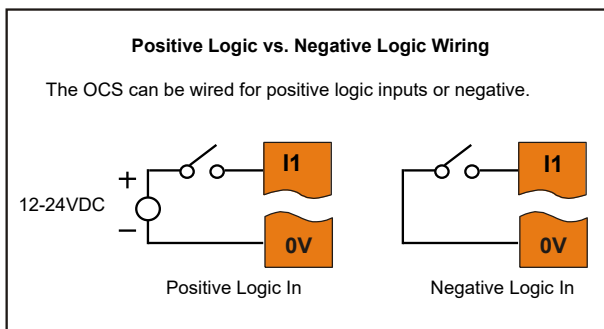 Positive Logic vs. Negative Logic Wiring
The OCS can be wired for positive logic inputs or negative.
+
12-24VDC
–
I1
0V
Positive Logic In
I1
0V
Negative Logic In